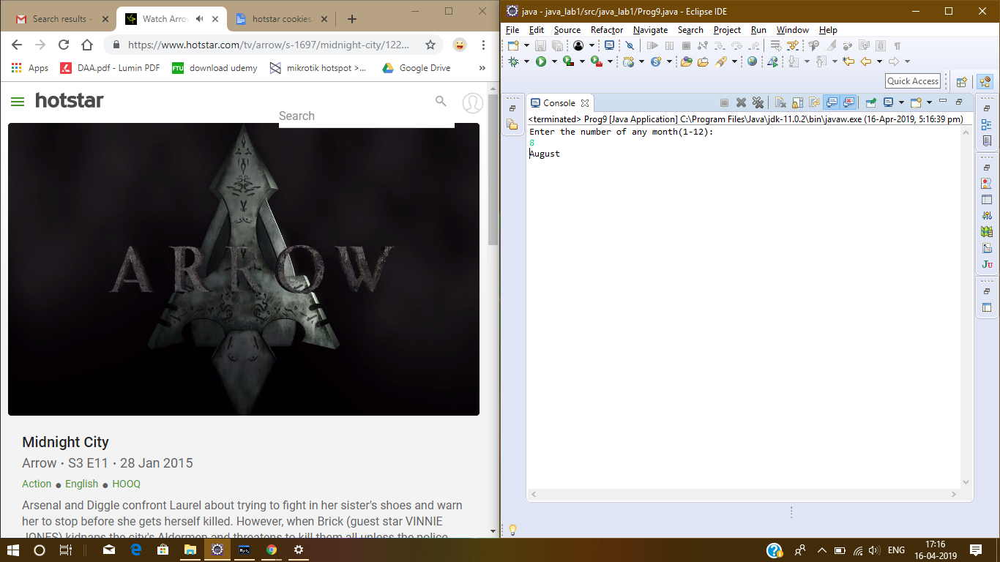 Search results -
Watch Arrow
hotstar cookies.
https://www.hotstar.com/tv/arrow/s-1697/midnight-city/122...
Apps
DAA.pdf - Lumin PDF
FTU
download udemy
mikrotik hotspot >...
Google Drive
»
hotstar
Search
ARROW
Midnight City
Arrow • S3 E11 • 28 Jan 2015
Action ● English ● HOOQ
Arsenal and Diggle confront Laurel about trying to fight in her sister's shoes and warn
her to stop before she gets herself killed. However, when Brick (guest star VINNIE
JONES) kidnaps the city's Aldermen and threatens to kill them all unless the police
java - java_lab1/src/java_lab1/Prog9.java - Eclipse IDE
File Edit Source Refactor Navigate Search Project Run Window Help
Quick Access
Console
<terminated> Prog9 [Java Application] C:\Program Files\Java\jdk-11.0.2\bin\javaw.exe (16-Apr-2019, 5:16:39 pm)
Enter the number of any month(1-12):
8
August
Ju
ENG
17:16
16-04-2019